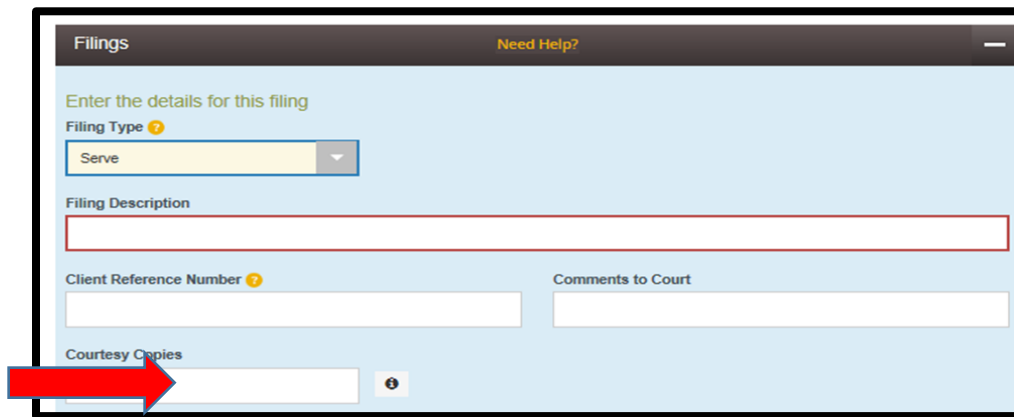 Filings Need Help?
Enter the details for this filing
Filing Type
Serve
Filing Description
Client Reference Number Comments to Court
Courtesy Copies